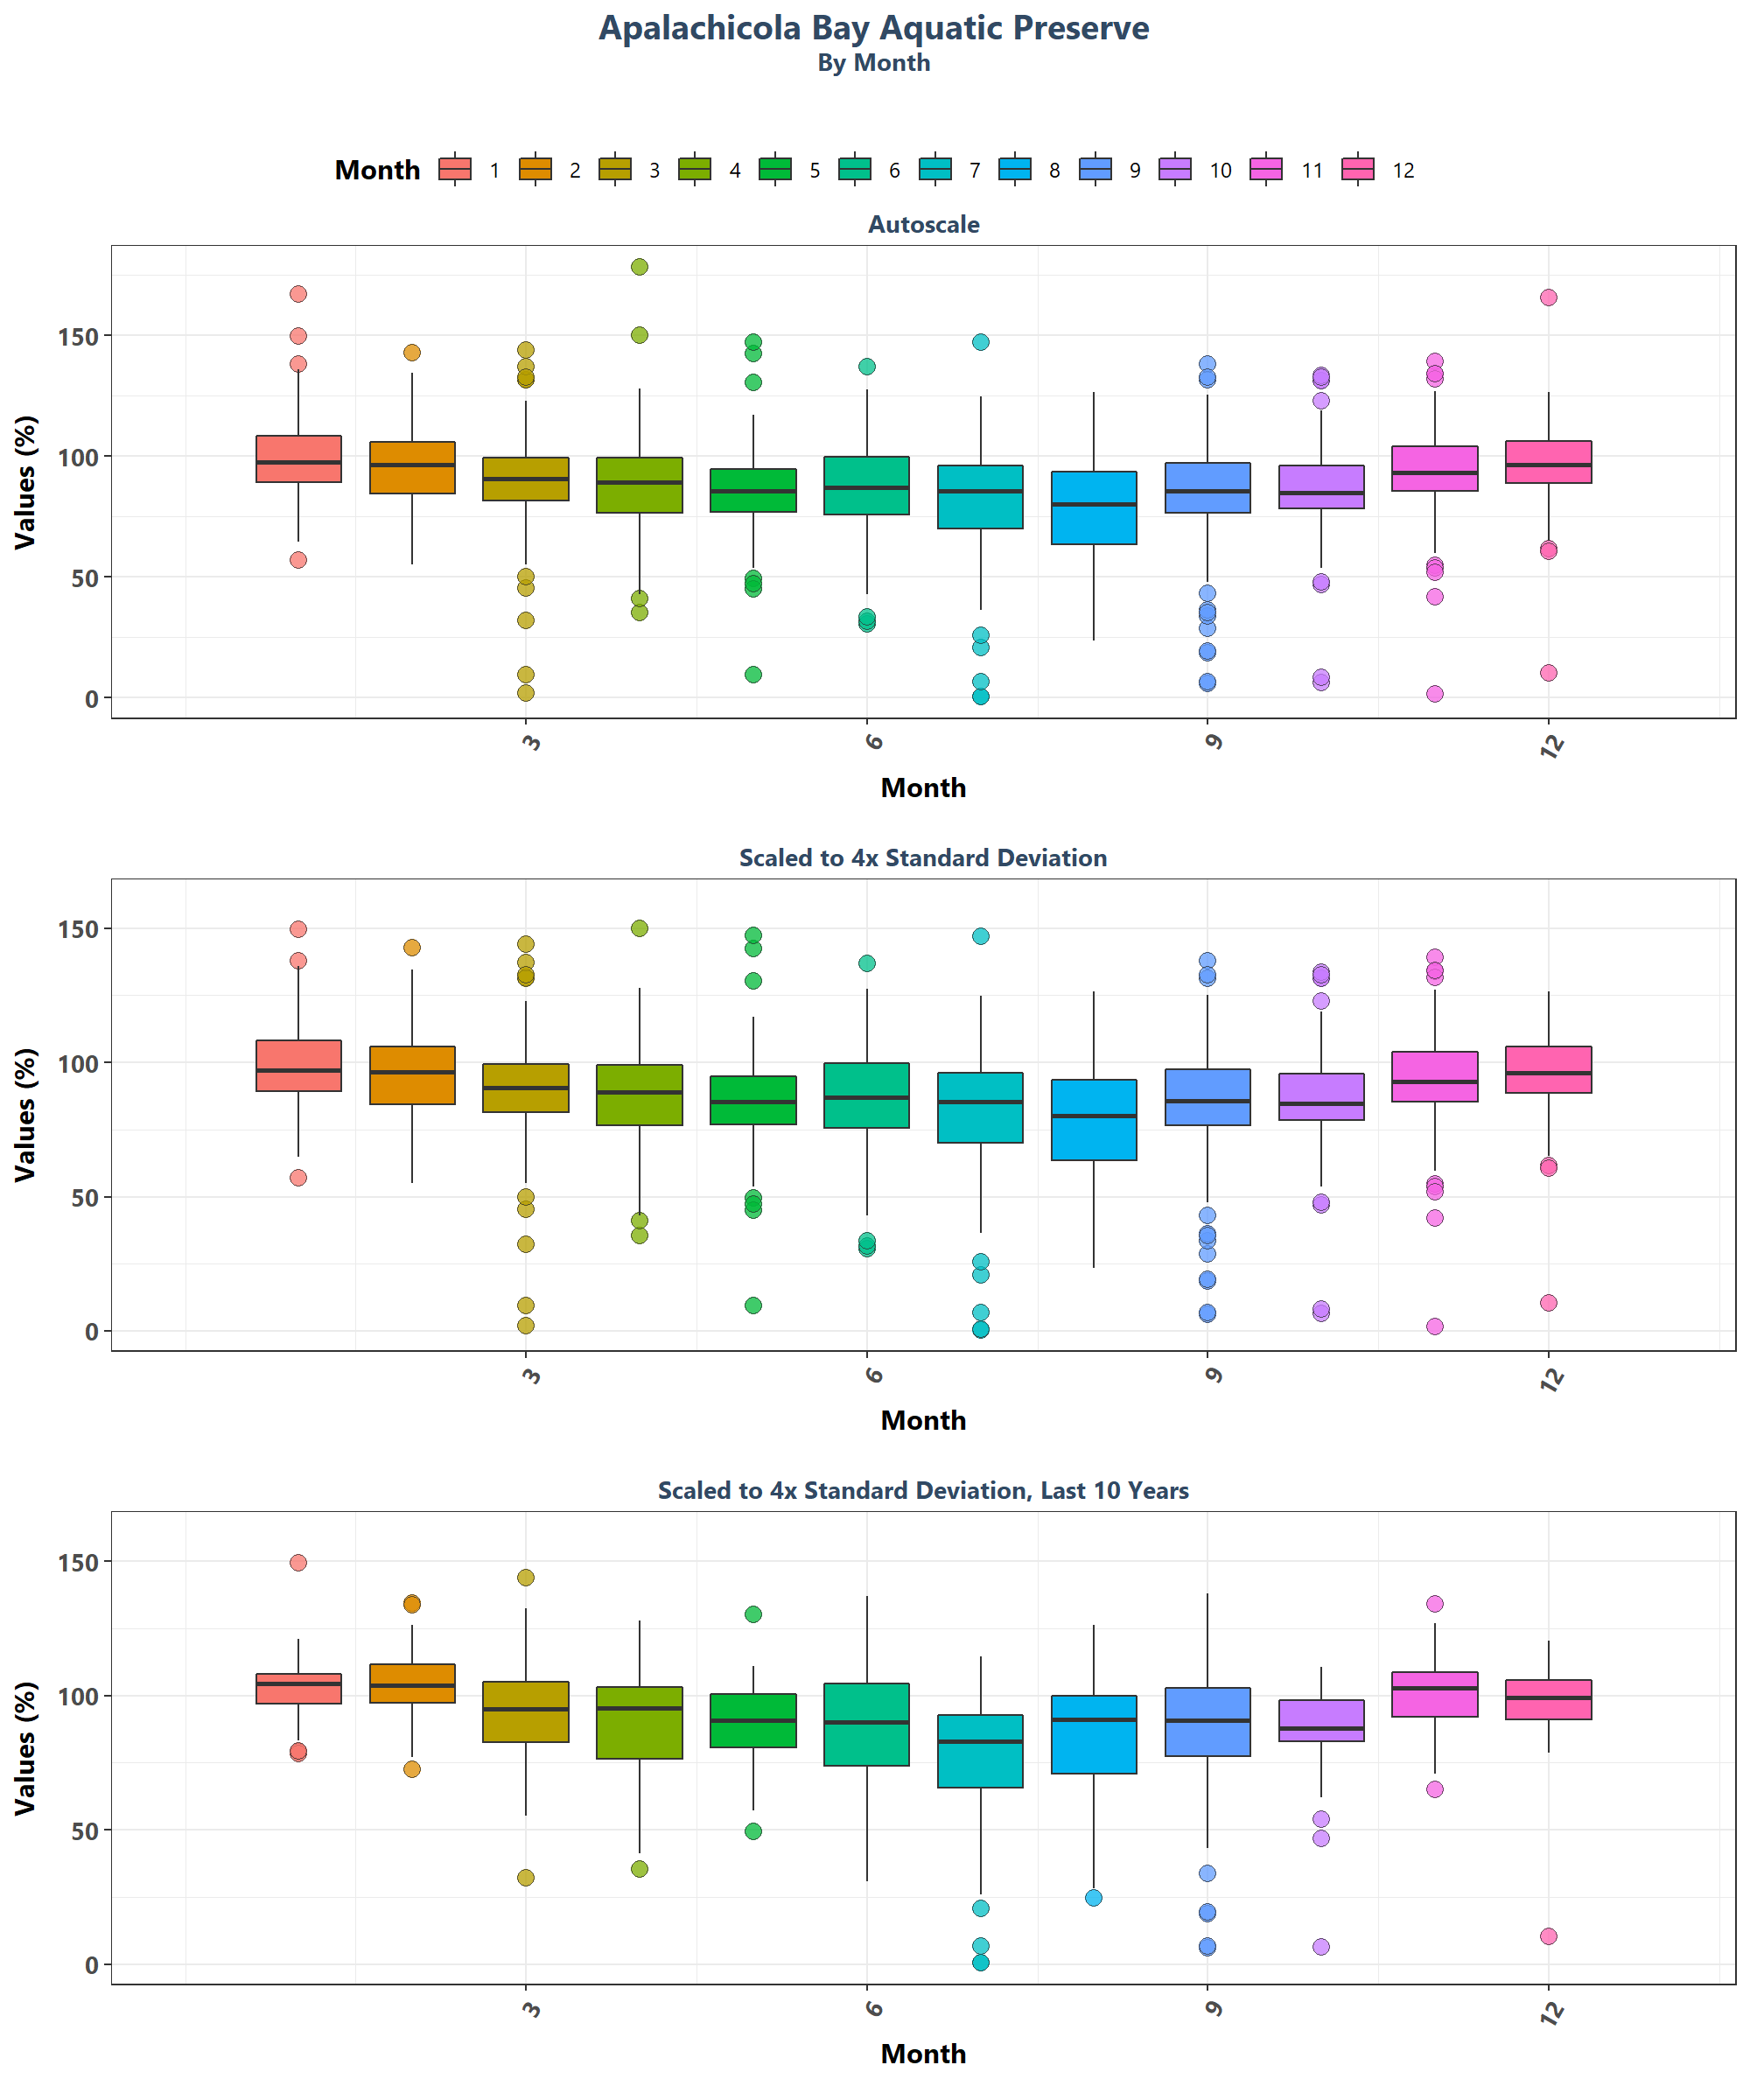 Apalachicola Bay Aquatic Preserve
By Month
Month 1 2 3 4 5 6 7 8 9 10 11 12
Autoscale
Values (%)
150
100
50
0
3 6 9 12
Month
Scaled to 4x Standard Deviation
Values (%)
150
100
50
0
3 6 9 12
Month
Scaled to 4x Standard Deviation, Last 10 Years
Values (%)
150
100
50
0
3 6 9 12
Month